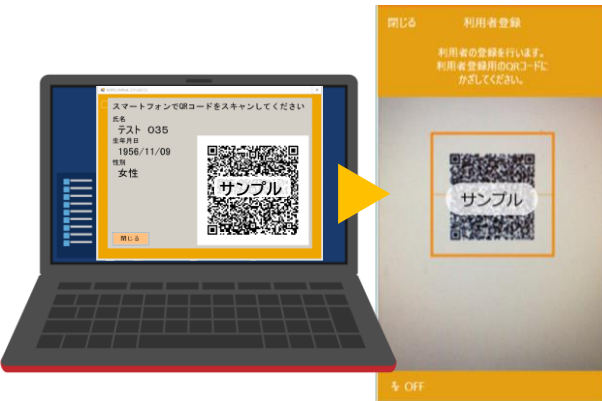 スマートフォンでQRコードをスキャンしてください
氏名
テスト 035
生年月日
1956/11/09
性別
女性
サンプル
閉じる
閉じる 利用者登録
利用者の登録を行います。
利用者登録用のQRコードに
かざしてください。
サンプル
OFF